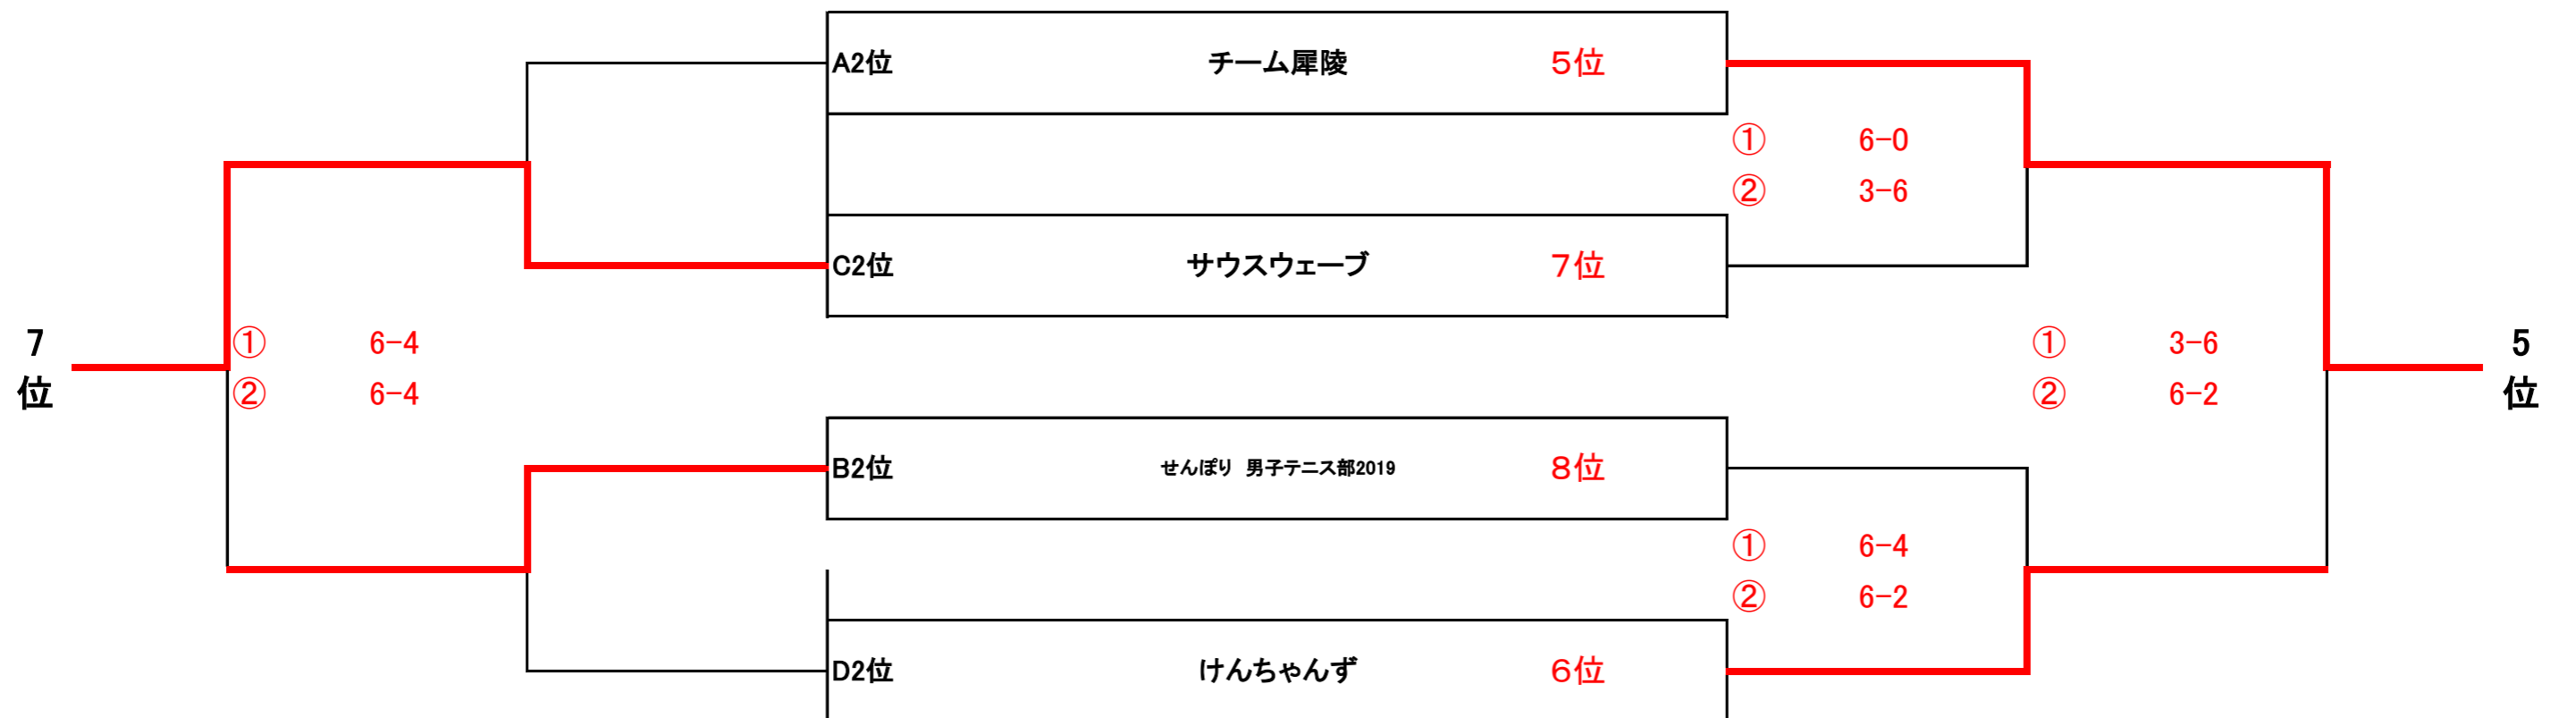 A2位 チーム犀陵 5位
① 6-0
② 3-6
C2位 サウスウェーブ 7位
7位
① 6-4
② 6-4
① 3-6
② 6-2
5位
B2位 せんぽり 男子テニス部2019 8位
① 6-4
② 6-2
D2位 けんちゃんず 6位